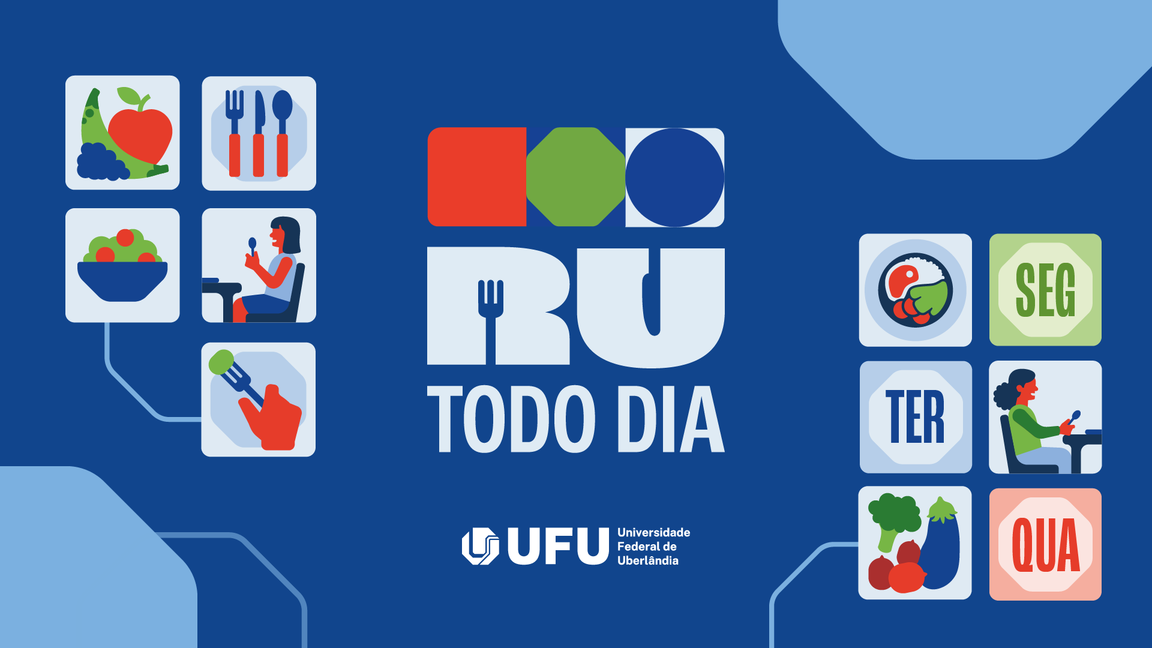 RU
TODO DIA
UFU
Universidade
Federal de
Uberlândia
SEG
TER
QUA